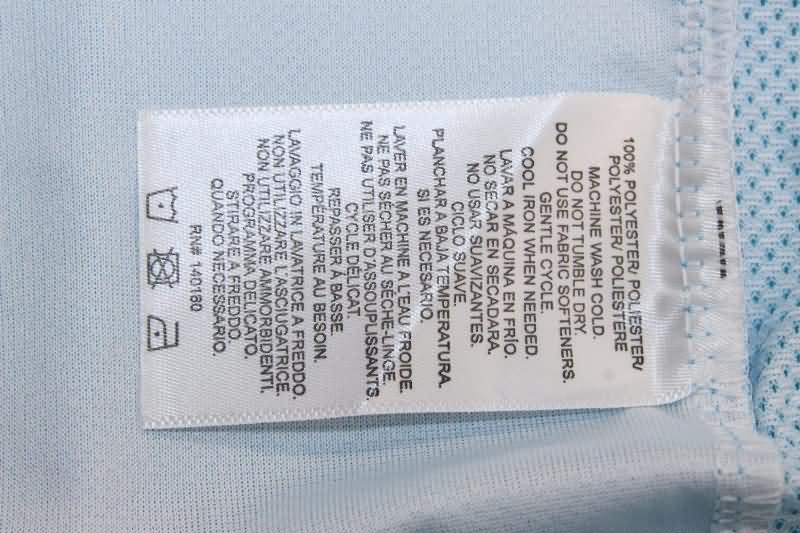 100% POLYESTER/ POLIESTER/
POLYESTER/ POLIESTERE
MACHINE WASH COLD.
DO NOT TUMBLE DRY.
DO NOT USE FABRIC SOFTENERS.
GENTLE CYCLE.
COOL IRON WHEN NEEDED.
LAVAR A MÁQUINA EN FRÍO.
NO SECAR EN SECADARA.
NO USAR SUAVIZANTES.
CICLO SUAVE.
PLANCHAR A BAJA TEMPERATURA.
SI ES NECESARIO.
LAVER EN MACHINE A L'EAU FROIDE.
NE PAS SÉCHER AU SÈCHE-LINGE.
NE PAS UTILISER D'ASSOUPLISSANTS.
CYCLE DÉLICAT.
REPASSER À BASSE
TEMPÉRATURE AU BESOIN.
LAVAGGIO IN LAVATRICE A FREDDO.
NON UTILIZZARE L'ASCIUGATRICE.
NON UTILIZZARE AMMORBIDENTI.
PROGRAMMA DELICATO.
STIRARE A FREDDO.
QUANDO NECESSARIO.
RN# 140180